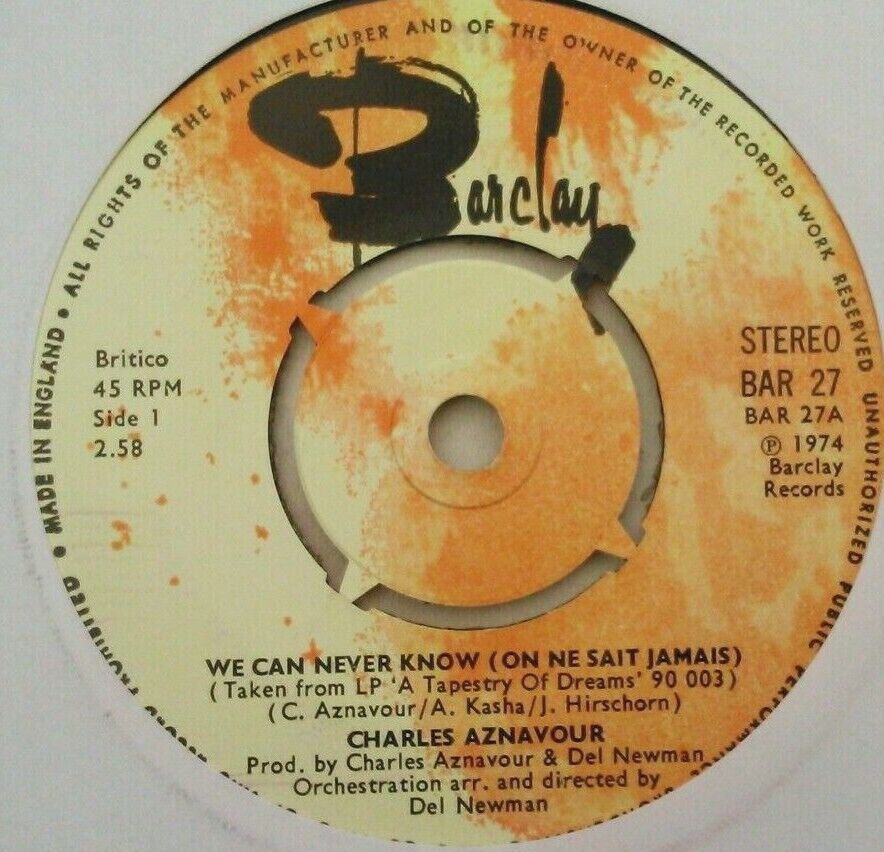 MADE IN ENGLAND • ALL RIGHTS OF THE MANUFACTURER AND OF THE OWNER OF THE RECORDED WORK RESERVED UNAUTHORIZED PUBLIC PERFORMANCE
PROHIBITED •
Barclay
Britico
45 RPM
Side 1
2.58
STEREO
BAR 27
BAR 27A
℗ 1974
Barclay
Records
WE CAN NEVER KNOW (ON NE SAIT JAMAIS)
(Taken from LP 'A Tapestry Of Dreams' 90 003)
(C. Aznavour/A. Kasha/J. Hirschorn)
CHARLES AZNAVOUR
Prod. by Charles Aznavour & Del Newman
Orchestration arr. and directed by
Del Newman